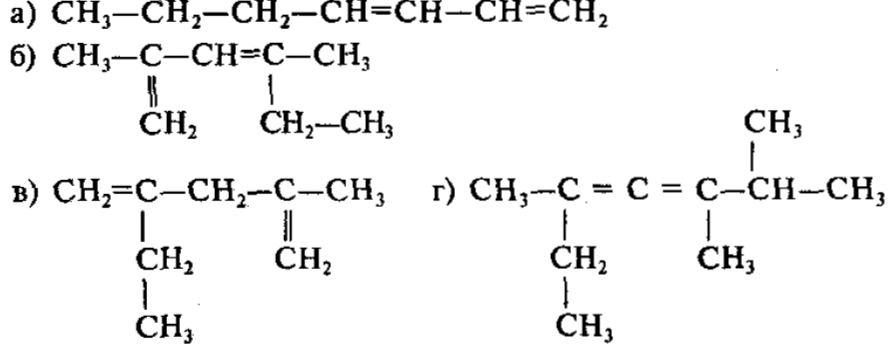 а) CH₃—CH₂—CH₂—CH=CH—CH=CH₂
б) CH₃—C—CH=C—CH₃
CH₂ CH₂—CH₃
CH₃
в) CH₂=C—CH₂—C—CH₃ г) CH₃—C = C = C—CH—CH₃
CH₂ CH₂ CH₂ CH₃
CH₃ CH₃